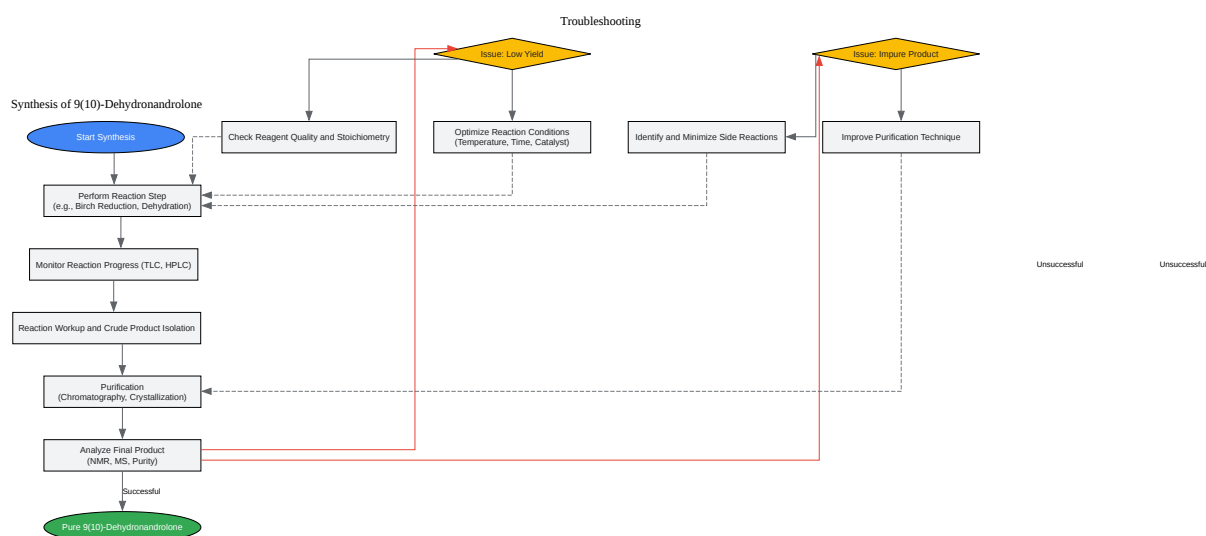 Troubleshooting
Issue: Low Yield
Issue: Impure Product
Synthesis of 9(10)-Dehydronandrolone
Start Synthesis
Check Reagent Quality and Stoichiometry
Optimize Reaction Conditions
(Temperature, Time, Catalyst)
Identify and Minimize Side Reactions
Improve Purification Technique
Perform Reaction Step
(e.g., Birch Reduction, Dehydration)
Monitor Reaction Progress (TLC, HPLC)
Unsuccessful
Unsuccessful
Reaction Workup and Crude Product Isolation
Purification
(Chromatography, Crystallization)
Analyze Final Product
(NMR, MS, Purity)
Successful
Pure 9(10)-Dehydronandrolone